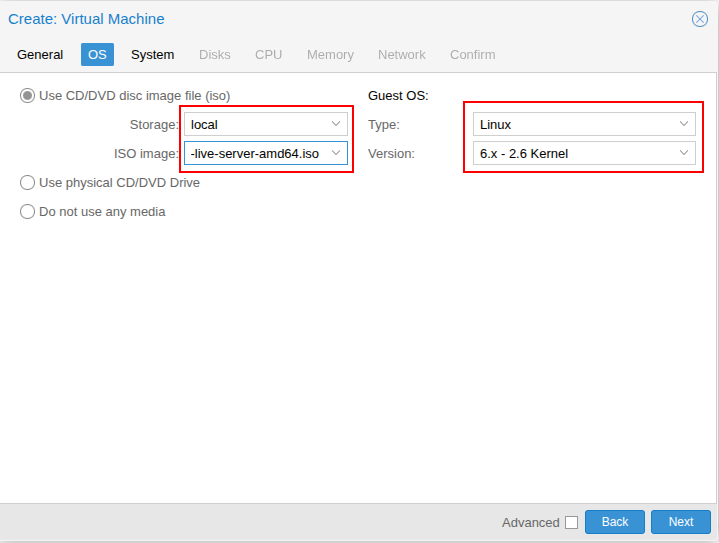 Create: Virtual Machine
General OS System Disks CPU Memory Network Confirm
Use CD/DVD disc image file (iso) Guest OS:
Storage: local Type: Linux
ISO image: -live-server-amd64.iso Version: 6.x - 2.6 Kernel
Use physical CD/DVD Drive
Do not use any media
Advanced Back Next